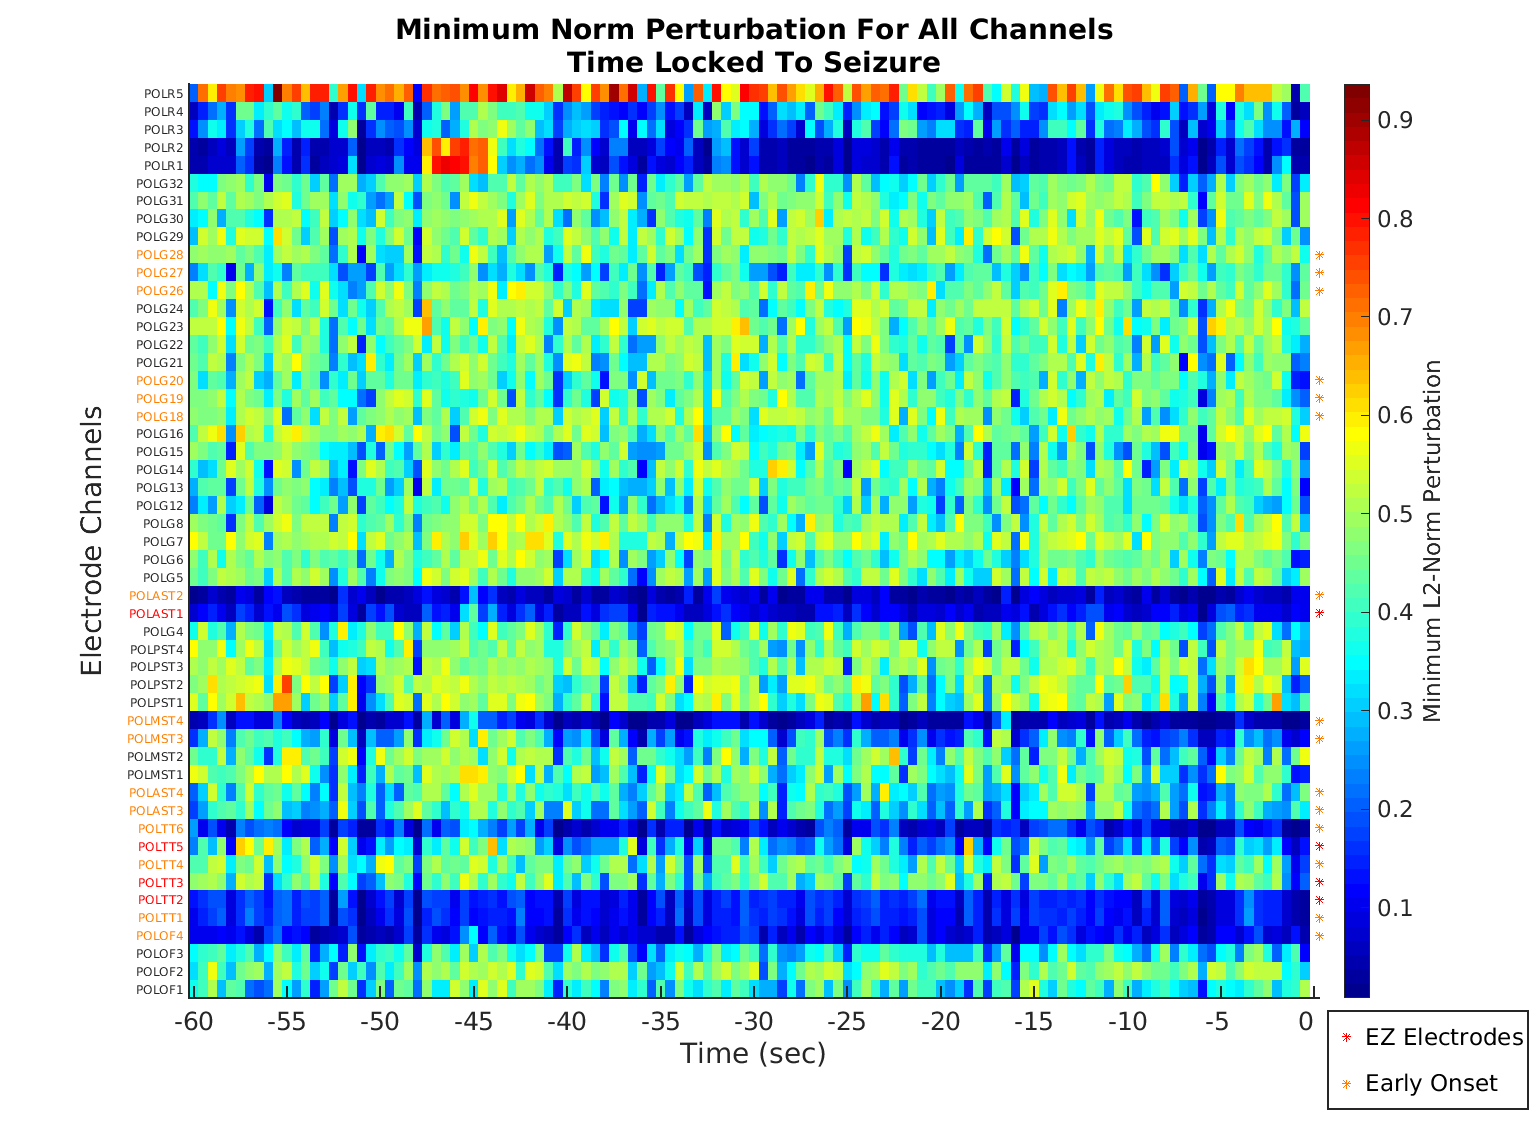 Minimum Norm Perturbation For All Channels
Time Locked To Seizure
Electrode Channels
POLR5
POLR4
POLR3
POLR2
POLR1
POLG32
POLG31
POLG30
POLG29
POLG28
POLG27
POLG26
POLG24
POLG23
POLG22
POLG21
POLG20
POLG19
POLG18
POLG16
POLG15
POLG14
POLG13
POLG12
POLG8
POLG7
POLG6
POLG5
POLAST2
POLAST1
POLG4
POLPST4
POLPST3
POLPST2
POLPST1
POLMST4
POLMST3
POLMST2
POLMST1
POLAST4
POLAST3
POLTT6
POLTT5
POLTT4
POLTT3
POLTT2
POLTT1
POLOF4
POLOF3
POLOF2
POLOF1
-60 -55 -50 -45 -40 -35 -30 -25 -20 -15 -10 -5 0
Time (sec)
0.9
0.8
0.7
0.6
0.5
0.4
0.3
0.2
0.1
Minimum L2-Norm Perturbation
EZ Electrodes
Early Onset